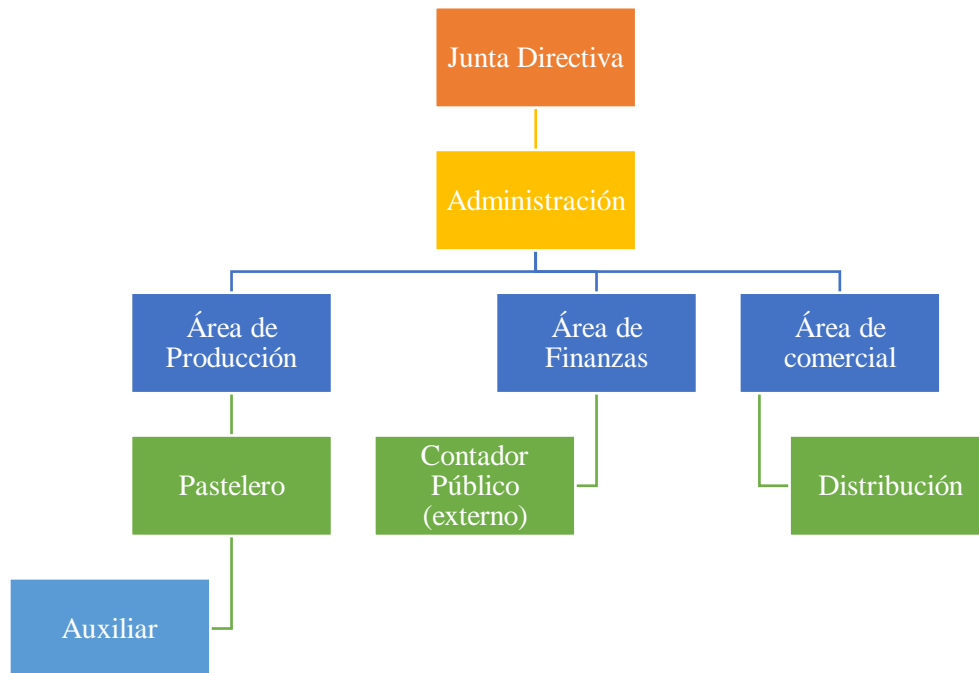 Junta Directiva
Administración
Área de
Producción
Área de
Finanzas
Área de
comercial
Pastelero
Contador
Público
(externo)
Distribución
Auxiliar